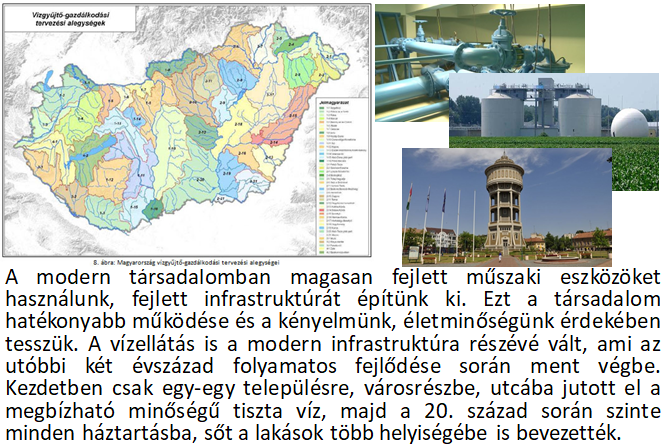 Vízgyűjtő-gazdálkodási
tervezési alegységek
Jelmagyarázat
8. ábra: Magyarország vízgyűjtő-gazdálkodási tervezési alegységei
A modern társadalomban magasan fejlett műszaki eszközöket
használunk, fejlett infrastruktúrát építünk ki. Ezt a társadalom
hatékonyabb működése és a kényelmünk, életminőségünk érdekében
tesszük. A vízellátás is a modern infrastruktúra részévé vált, ami az
utóbbi két évszázad folyamatos fejlődése során ment végbe.
Kezdetben csak egy-egy településre, városrészbe, utcába jutott el a
megbízható minőségű tiszta víz, majd a 20. század során szinte
minden háztartásba, sőt a lakások több helyiségébe is bevezették.